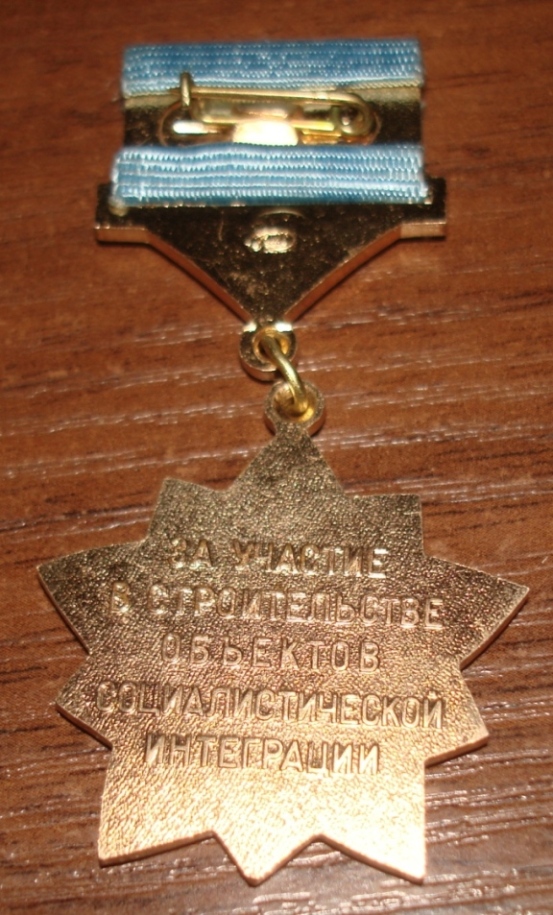 ЗА УЧАСТИЕ
В СТРОИТЕЛЬСТВЕ
ОБЪЕКТОВ
СОЦИАЛИСТИЧЕСКОЙ
ИНТЕГРАЦИИ